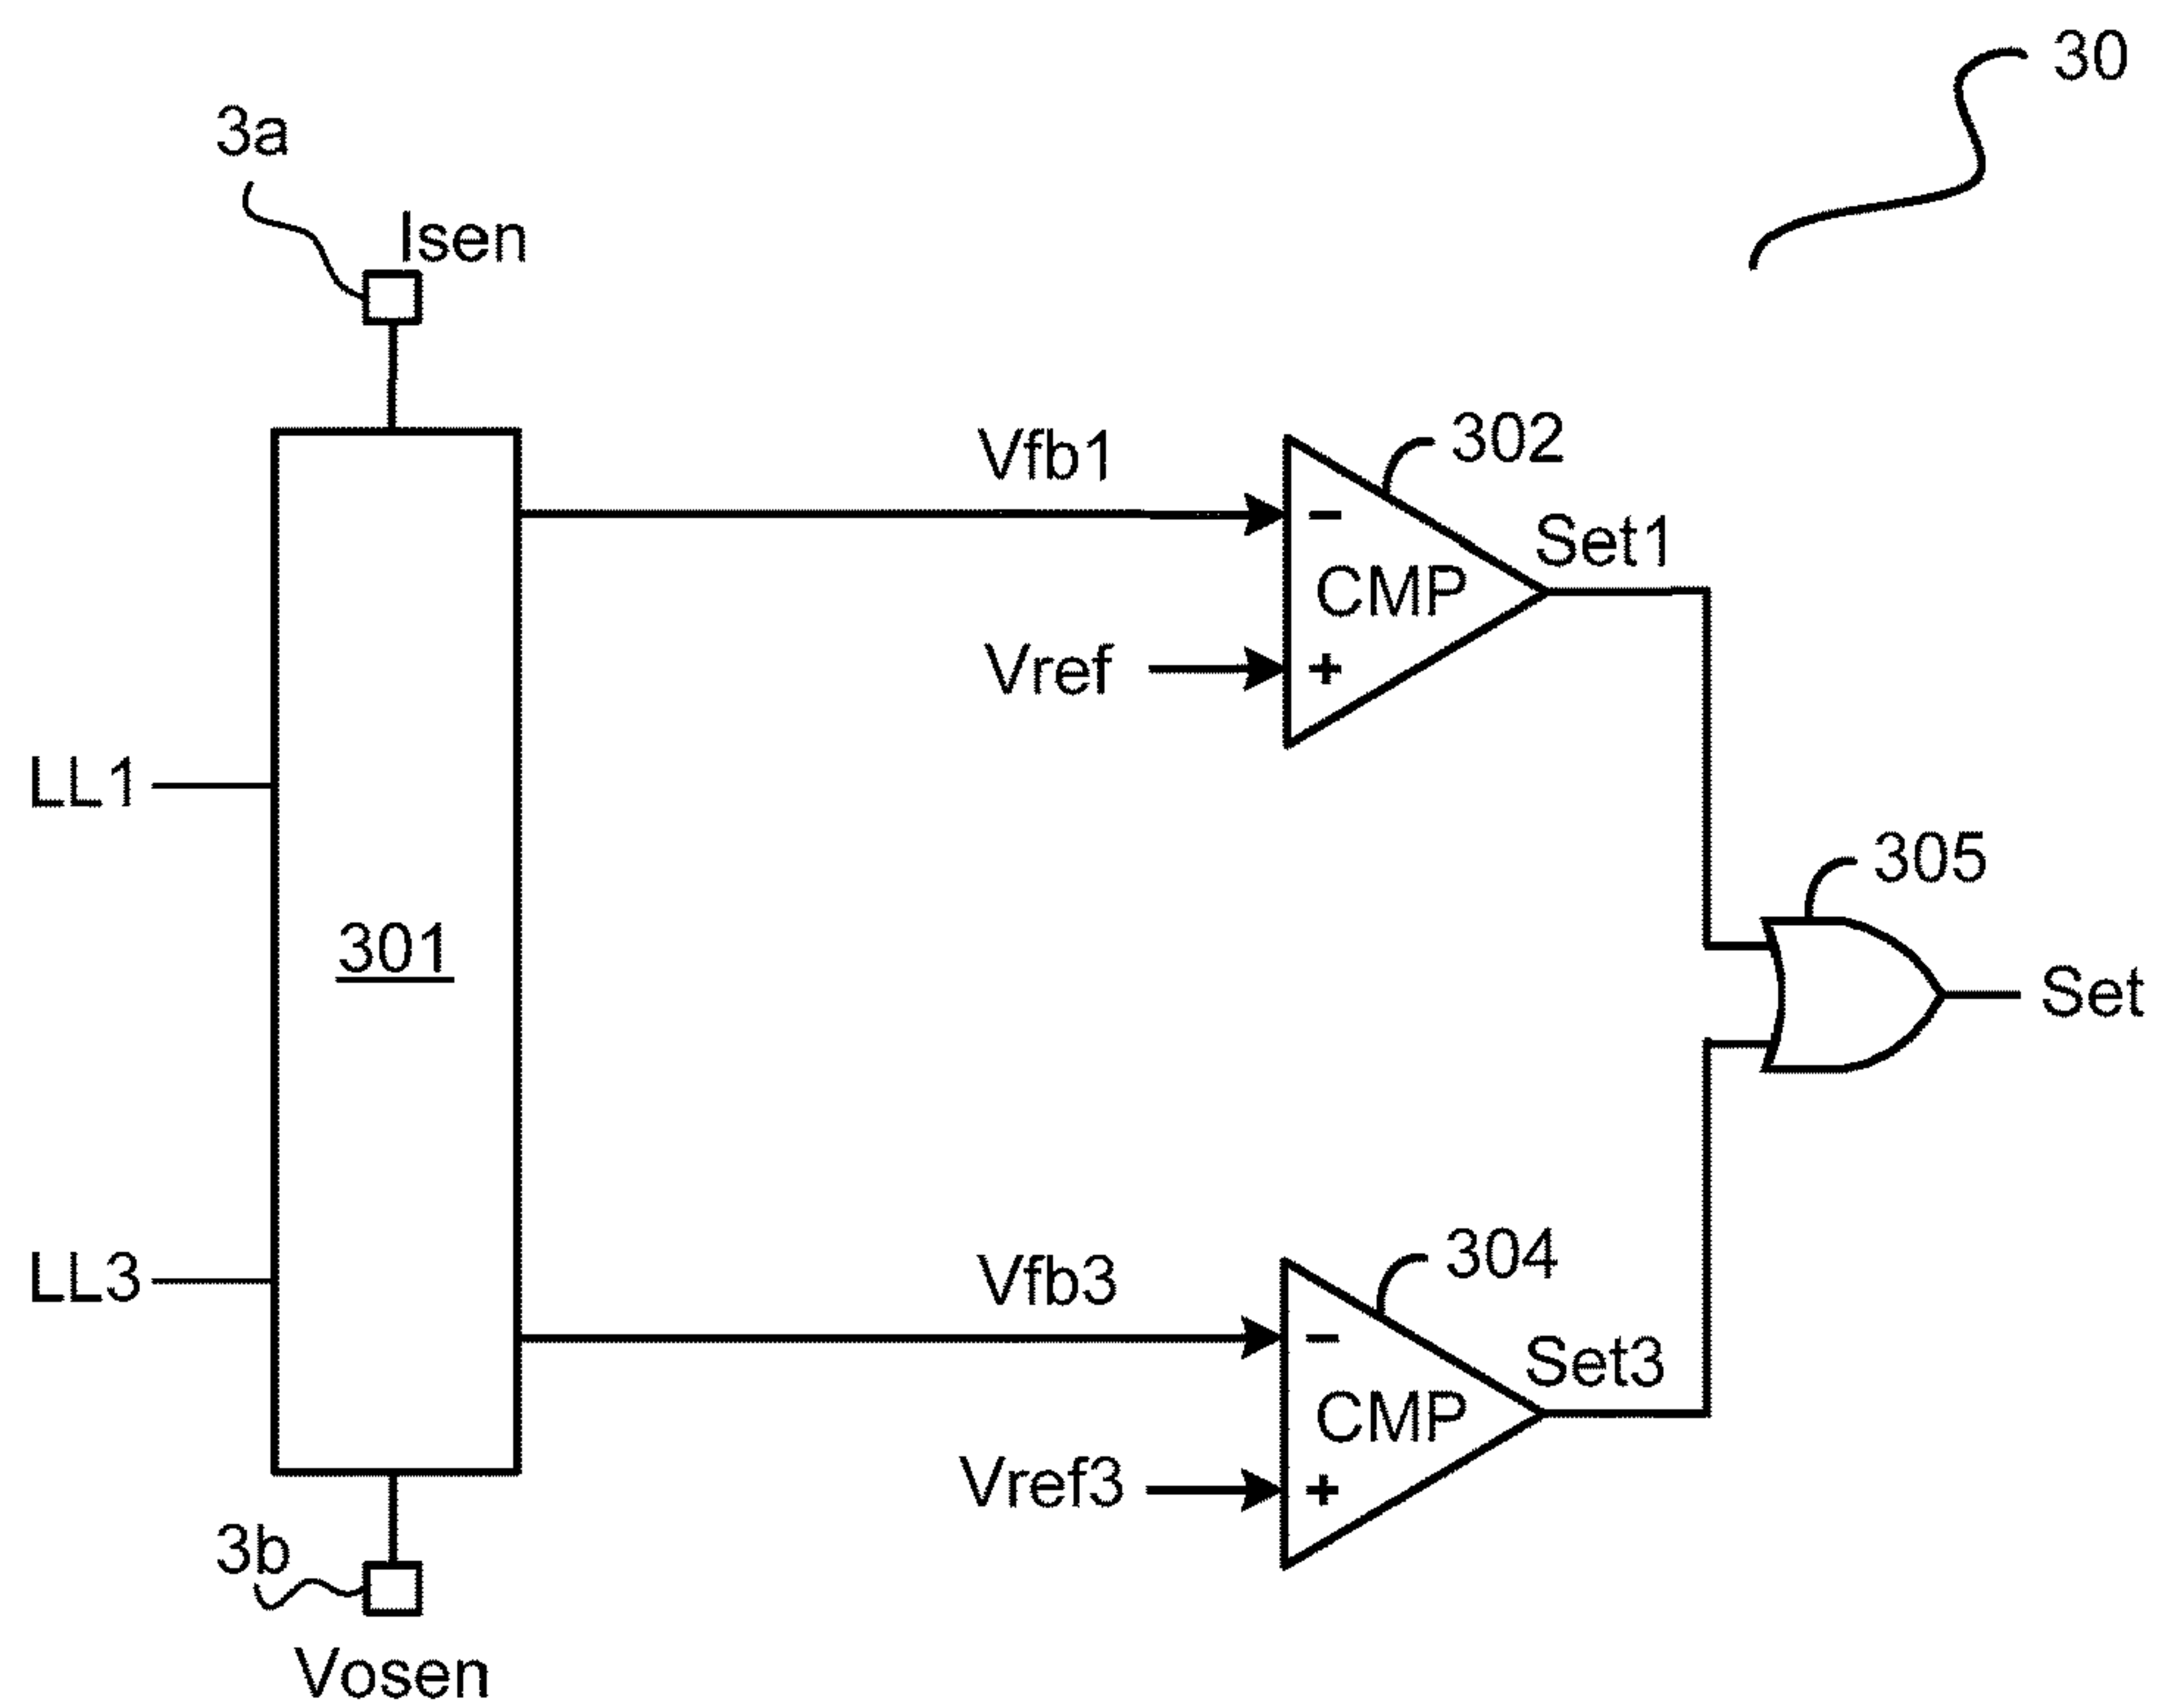 30
3a
Isen
Vfb1
302
Set1
CMP
Vref
LL1
305
301
Set
LL3
Vfb3
304
Set3
CMP
Vref3
3b
Vosen